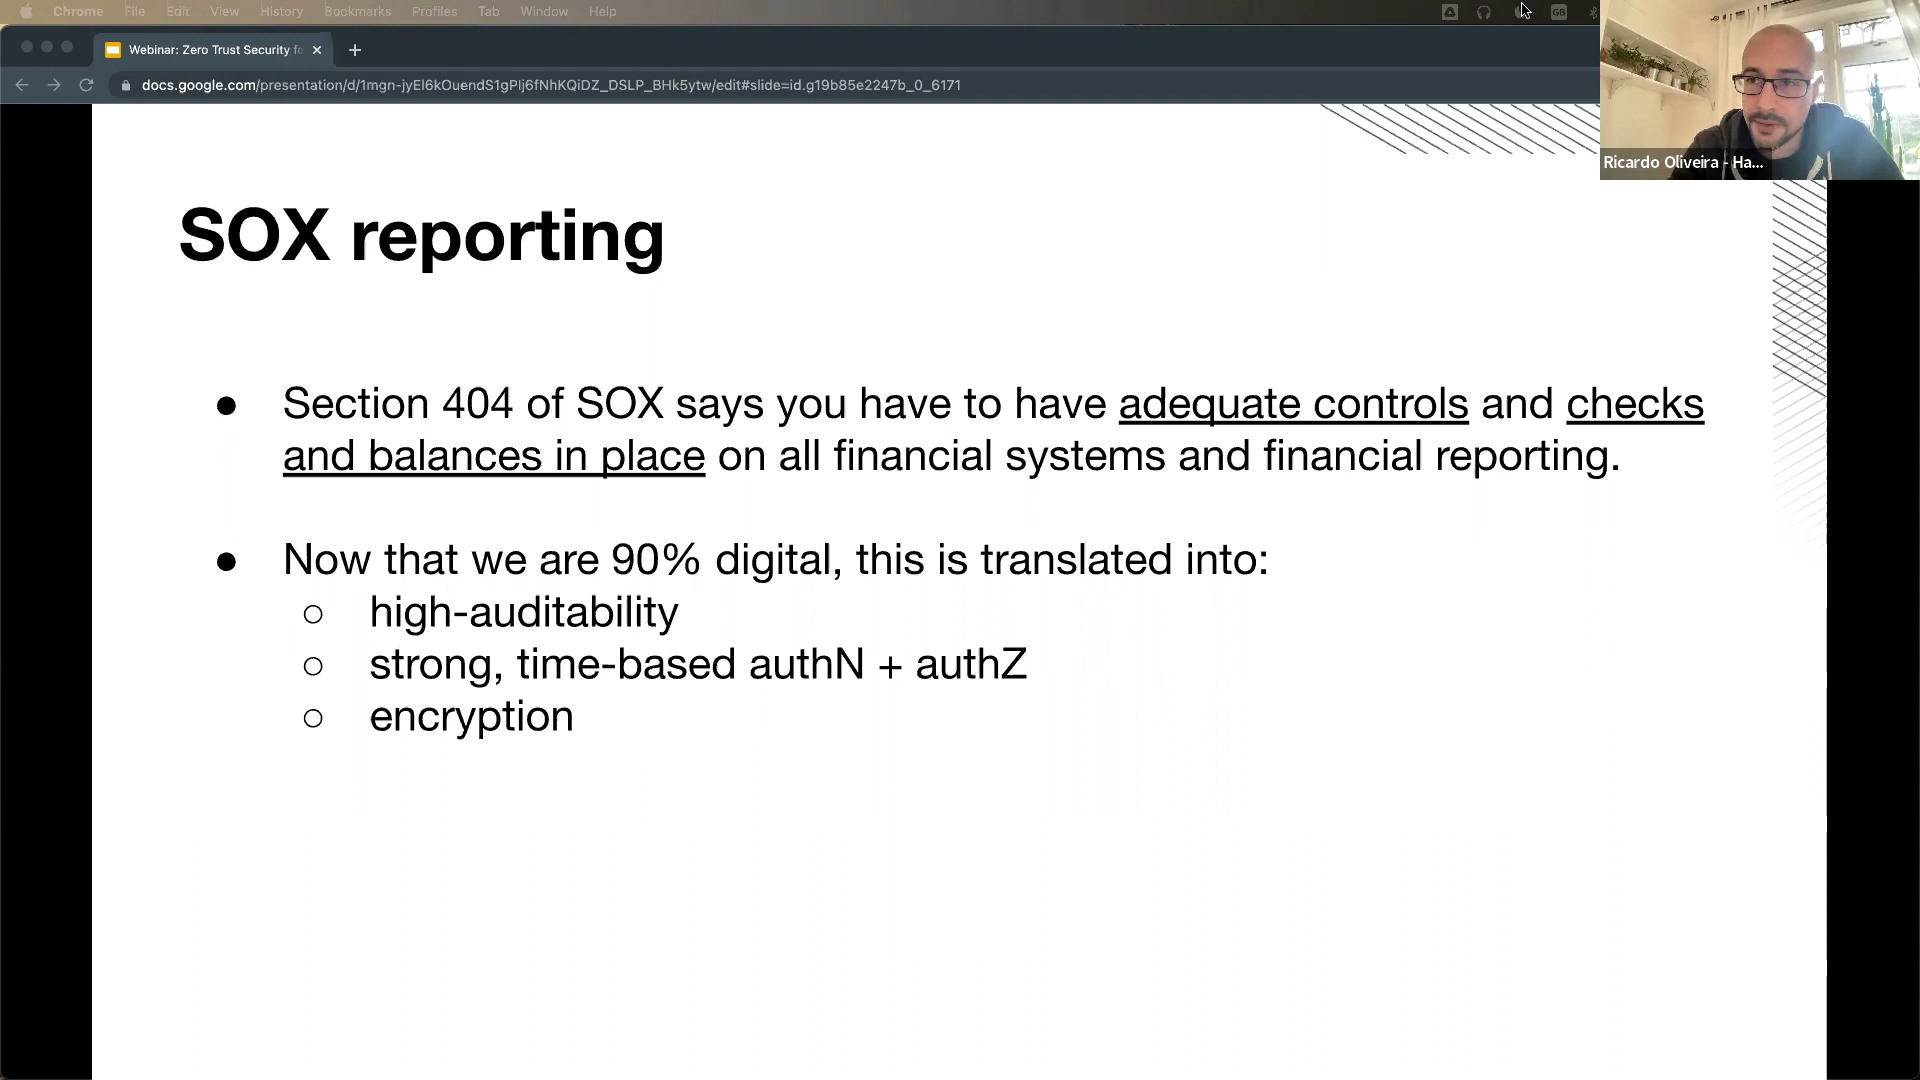 Chrome File Edit View History Bookmarks Profiles Tab Window Help GB
Webinar: Zero Trust Security fo
docs.google.com/presentation/d/1mgn-jyEl6kOuendS1gPlj6fNhKQiDZ_DSLP_BHk5ytw/edit#slide=id.g19b85e2247b_0_6171
Ricardo Oliveira - Ha...
SOX reporting
● Section 404 of SOX says you have to have adequate controls and checks
and balances in place on all financial systems and financial reporting.
● Now that we are 90% digital, this is translated into:
○ high-auditability
○ strong, time-based authN + authZ
○ encryption